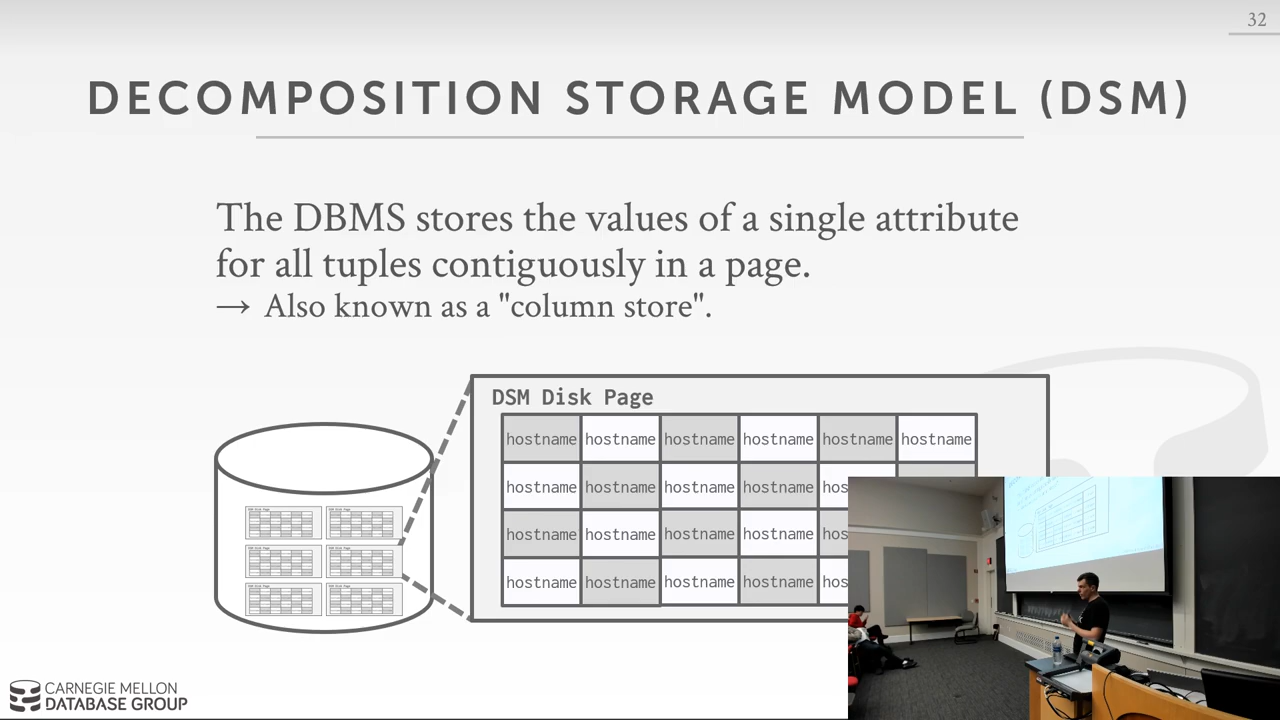 32
DECOMPOSITION STORAGE MODEL (DSM)
The DBMS stores the values of a single attribute
for all tuples contiguously in a page.
→ Also known as a "column store".
DSM Disk Page
hostname hostname hostname hostname hostname hostname
hostname hostname hostname hostname hos
hostname hostname hostname hostname hos
hostname hostname hostname hostname hos
CARNEGIE MELLON
DATABASE GROUP